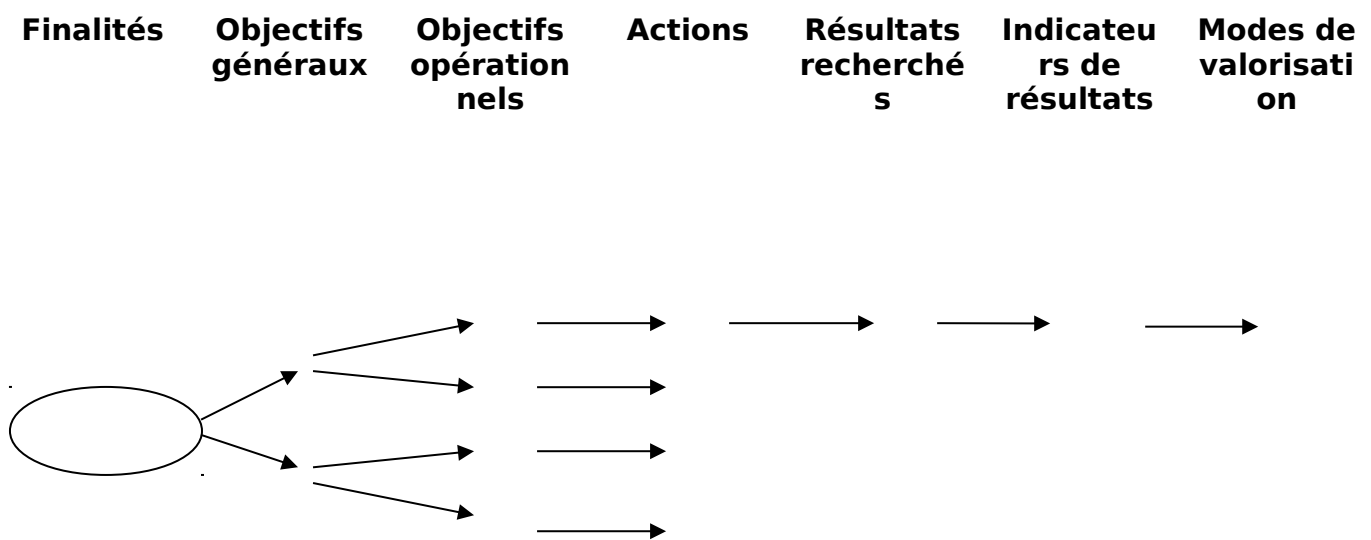 Finalités
Objectifs
généraux
Objectifs
opération
nels
Actions
Résultats
recherché
s
Indicateu
rs de
résultats
Modes de
valorisati
on